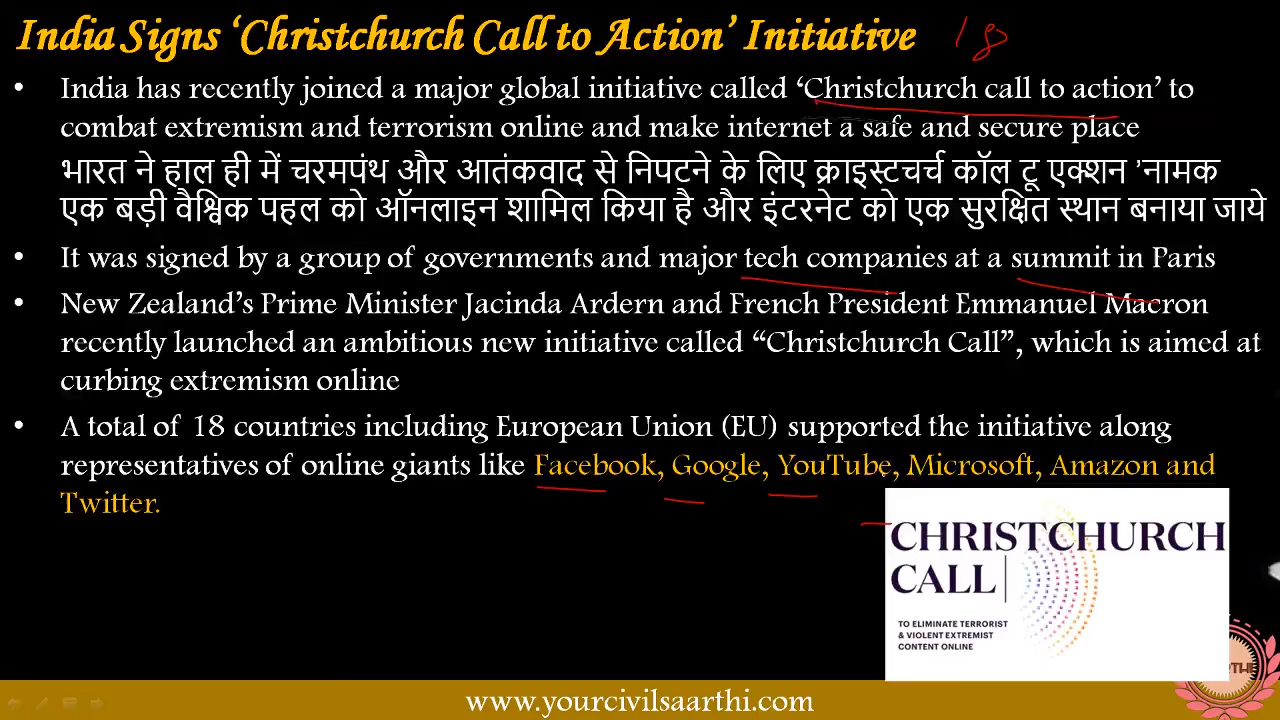 India Signs ‘Christchurch Call to Action’ Initiative 18
• India has recently joined a major global initiative called ‘Christchurch call to action’ to
combat extremism and terrorism online and make internet a safe and secure place
भारत ने हाल ही में चरमपंथ और आतंकवाद से निपटने के लिए क्राइस्टचर्च कॉल टू एक्शन 'नामक
एक बड़ी वैश्विक पहल को ऑनलाइन शामिल किया है और इंटरनेट को एक सुरक्षित स्थान बनाया जाये
• It was signed by a group of governments and major tech companies at a summit in Paris
• New Zealand’s Prime Minister Jacinda Ardern and French President Emmanuel Macron
recently launched an ambitious new initiative called “Christchurch Call”, which is aimed at
curbing extremism online
• A total of 18 countries including European Union (EU) supported the initiative along
representatives of online giants like Facebook, Google, YouTube, Microsoft, Amazon and
Twitter.
CHRISTCHURCH
CALL
TO ELIMINATE TERRORIST
& VIOLENT EXTREMIST
CONTENT ONLINE
www.yourcivilsaarthi.com